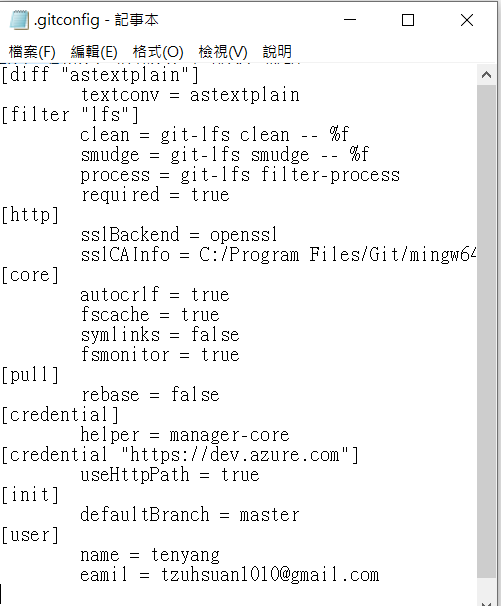 .gitconfig - 記事本
檔案(F) 編輯(E) 格式(O) 檢視(V) 說明
[diff "astextplain"]
textconv = astextplain
[filter "lfs"]
clean = git-lfs clean -- %f
smudge = git-lfs smudge -- %f
process = git-lfs filter-process
required = true
[http]
sslBackend = openssl
sslCAInfo = C:/Program Files/Git/mingw64
[core]
autocrlf = true
fscache = true
symlinks = false
fsmonitor = true
[pull]
rebase = false
[credential]
helper = manager-core
[credential "https://dev.azure.com"]
useHttpPath = true
[init]
defaultBranch = master
[user]
name = tenyang
eamil = tzuhsuan1010@gmail.com